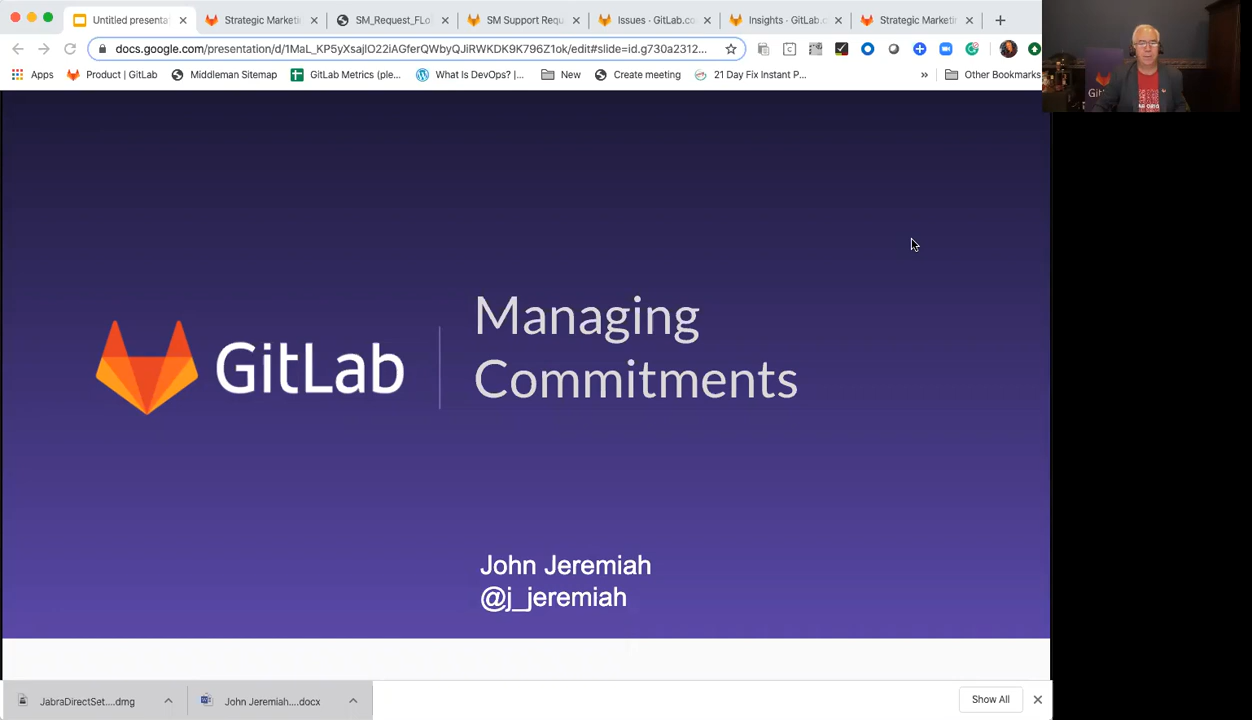 Untitled presenta
Strategic Marketi
SM_Request_FLo
SM Support Requ
Issues · GitLab.co
Insights · GitLab.c
Strategic Marketin
docs.google.com/presentation/d/1MaL_KP5yXsajlO22iAGferQWbyQJiRWKDK9K796Z1ok/edit#slide=id.g730a2312...
Apps
Product | GitLab
Middleman Sitemap
GitLab Metrics (ple...
What Is DevOps? |...
New
Create meeting
21 Day Fix Instant P...
»
Other Bookmarks
GitLab
Managing
Commitments
John Jeremiah
@j_jeremiah
JabraDirectSet....dmg
John Jeremiah....docx
Show All